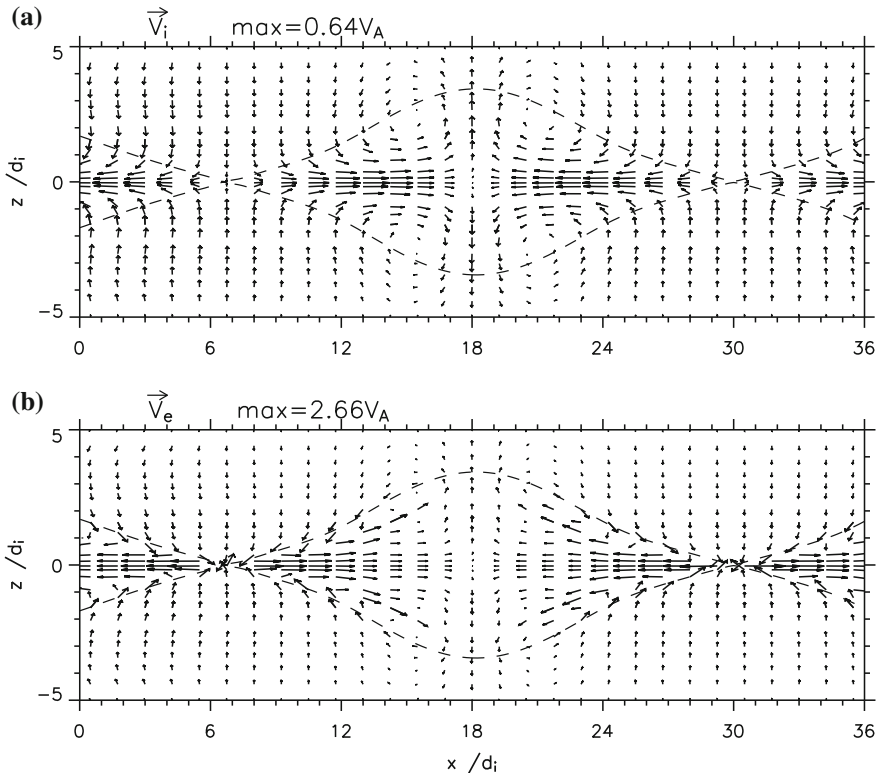 (a)
V⃗i max=0.64VA
5
0
-5
z /di
0 6 12 18 24 30 36
(b)
V⃗e max=2.66VA
5
0
-5
z /di
0 6 12 18 24 30 36
x /di